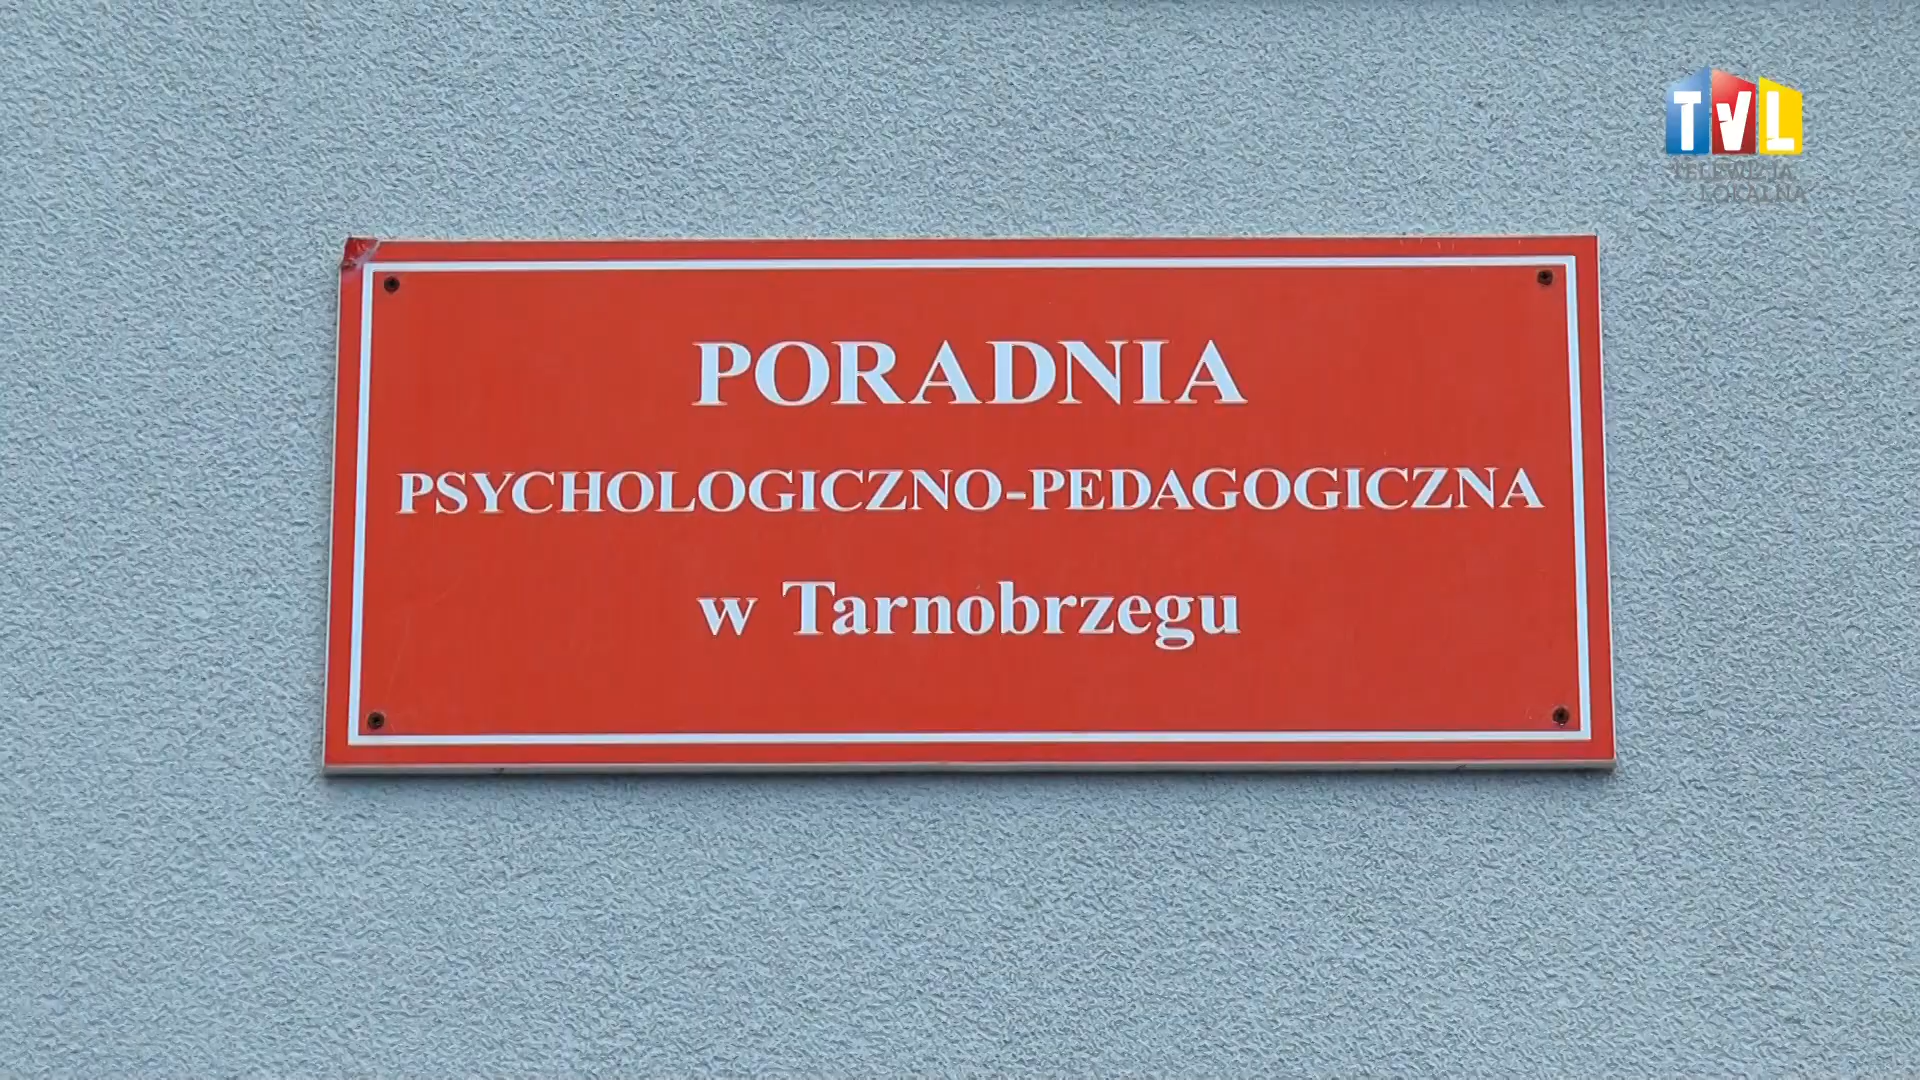 TVL
TELEWIZJA
LOKALNA
PORADNIA
PSYCHOLOGICZNO-PEDAGOGICZNA
w Tarnobrzegu